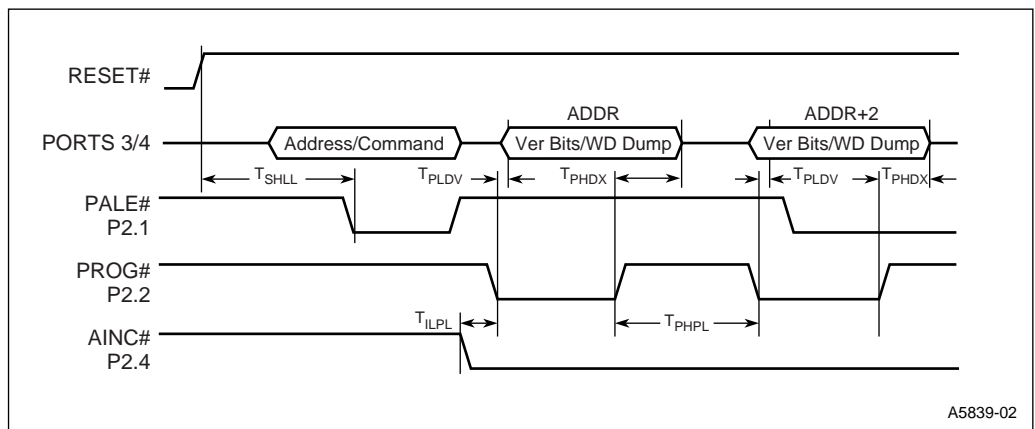 RESET#
ADDR
ADDR+2
PORTS 3/4
Address/Command
Ver Bits/WD Dump
Ver Bits/WD Dump
TSHLL
TPLDV
TPHDX
TPLDV
TPHDX
PALE#
P2.1
PROG#
P2.2
TILPL
TPHPL
AINC#
P2.4
A5839-02